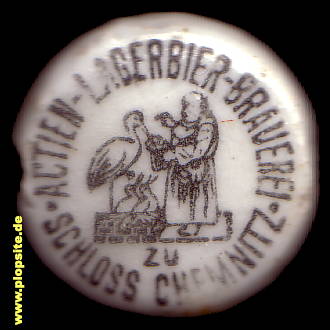 ACTIEN-LAGERBIER-BRAUEREI
ZU
SCHLOSS CHEMNITZ
www.plopsite.de